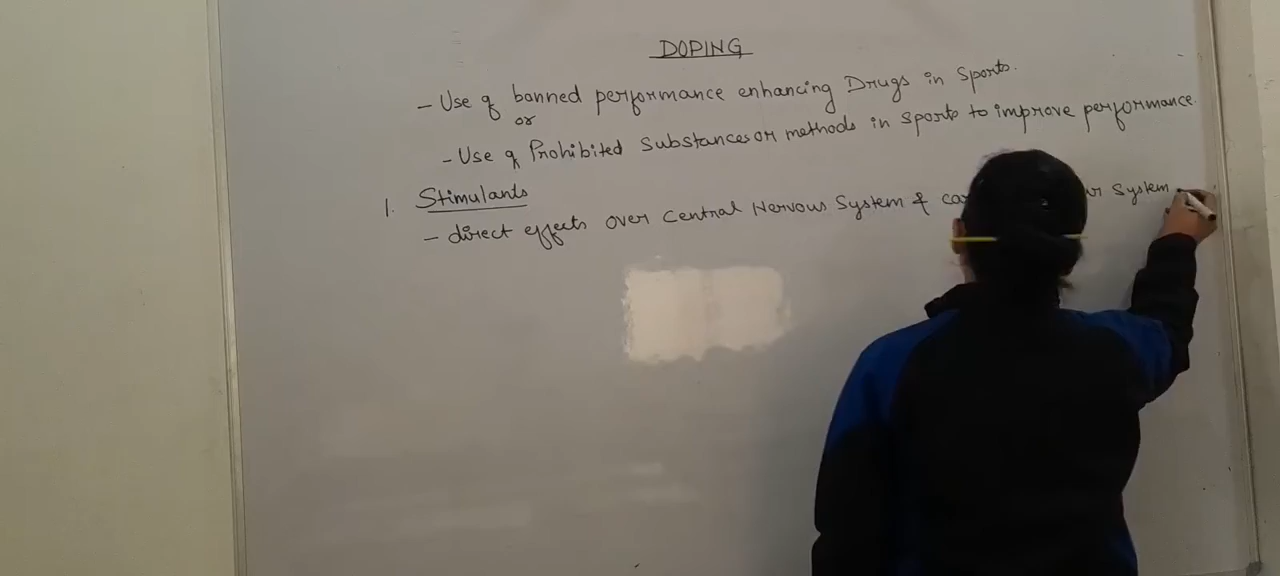 DOPING
- Use of banned performance enhancing Drugs in Sports.
or
- Use of Prohibited Substances or methods in Sports to improve performance.
1. Stimulants
- direct effects over Central Nervous System & System